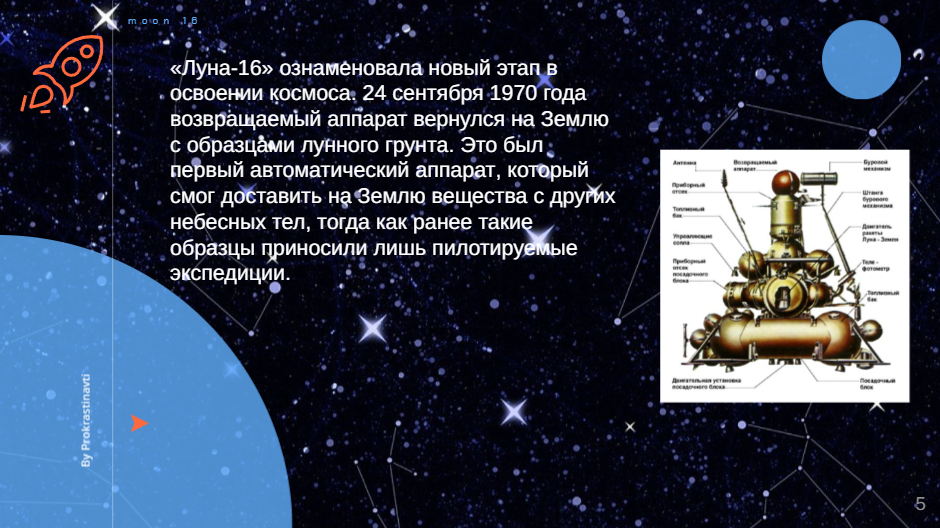 moon 16
«Луна-16» ознаменовала новый этап в
освоении космоса. 24 сентября 1970 года
возвращаемый аппарат вернулся на Землю
с образцами лунного грунта. Это был
первый автоматический аппарат, который
смог доставить на Землю вещества с других
небесных тел, тогда как ранее такие
образцы приносили лишь пилотируемые
экспедиции.
Антенна
Возвращаемый
аппарат
Буровой
механизм
Приборный
отсек
Штанга
бурового
механизма
Топливный
бак
Двигатель
ракеты
Луна - Земля
Управляющие
сопла
Приборный
отсек
посадочного
блока
Теле -
фотометр
Топливный
бак
Двигательная установка
посадочного блока
Посадочный
блок
By Prokrastinavti
5